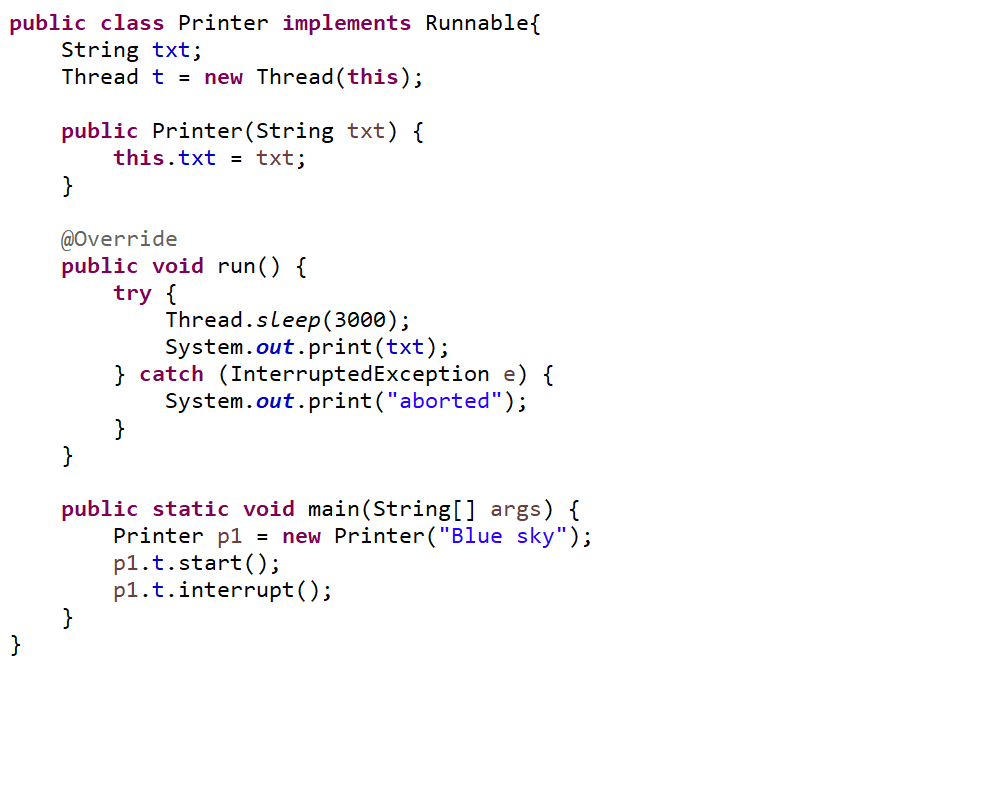 public class Printer implements Runnable{
    String txt;
    Thread t = new Thread(this);

    public Printer(String txt) {
        this.txt = txt;
    }

    @Override
    public void run() {
        try {
            Thread.sleep(3000);
            System.out.print(txt);
        } catch (InterruptedException e) {
            System.out.print("aborted");
        }
    }

    public static void main(String[] args) {
        Printer p1 = new Printer("Blue sky");
        p1.t.start();
        p1.t.interrupt();
    }
}